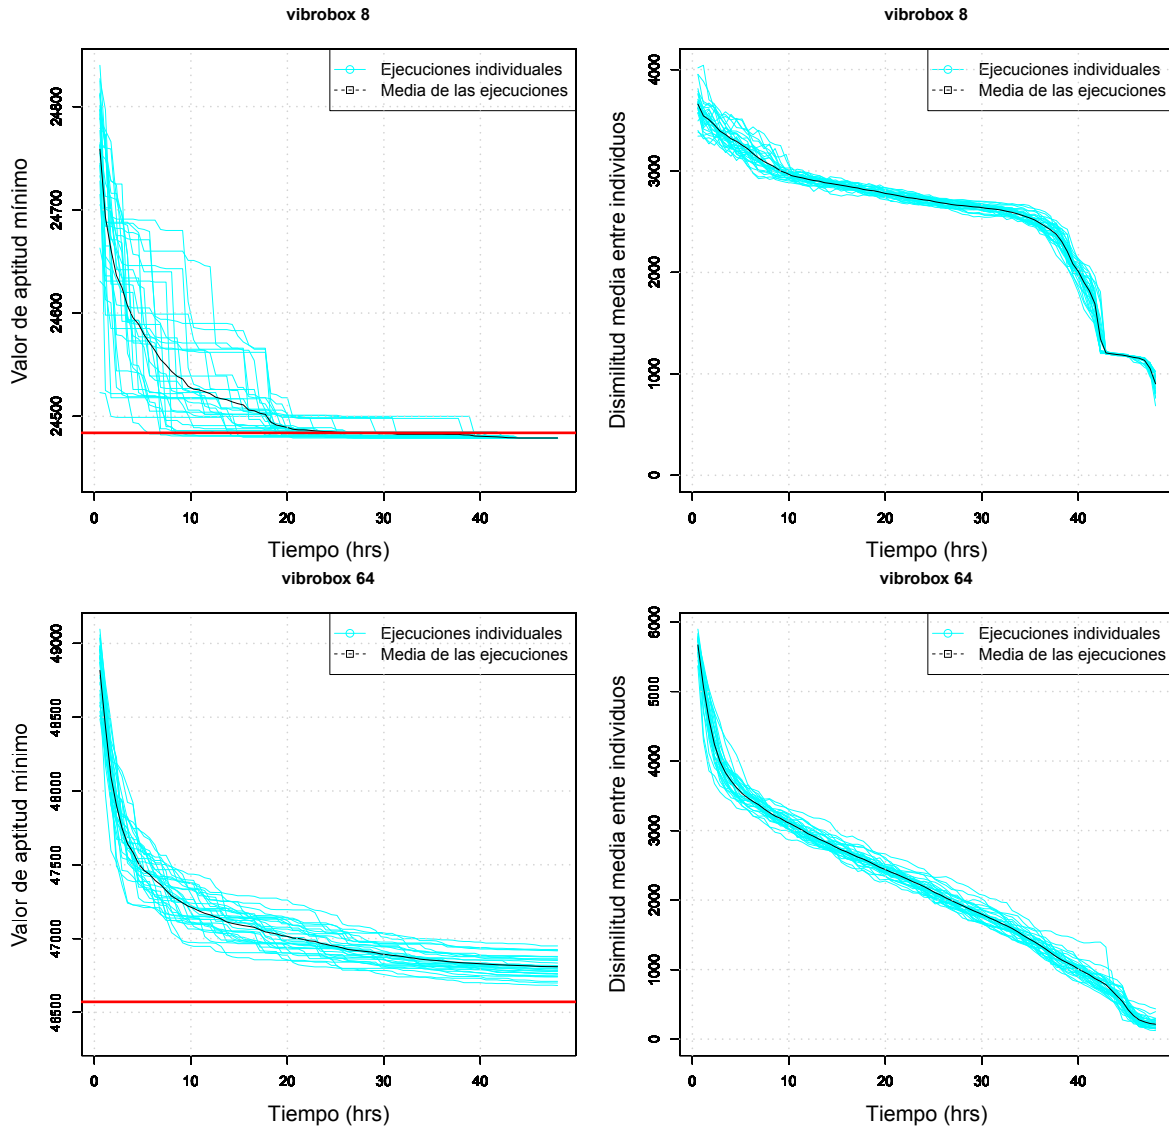 vibrobox 8
Ejecuciones individuales
Media de las ejecuciones
Valor de aptitud mínimo
24800
24700
24600
24500
0 10 20 30 40
Tiempo (hrs)
vibrobox 8
Ejecuciones individuales
Media de las ejecuciones
Disimilitud media entre individuos
4000
3000
2000
1000
0
0 10 20 30 40
Tiempo (hrs)
vibrobox 64
Ejecuciones individuales
Media de las ejecuciones
Valor de aptitud mínimo
49000
48500
48000
47500
47000
46500
0 10 20 30 40
Tiempo (hrs)
vibrobox 64
Ejecuciones individuales
Media de las ejecuciones
Disimilitud media entre individuos
6000
5000
4000
3000
2000
1000
0
0 10 20 30 40
Tiempo (hrs)